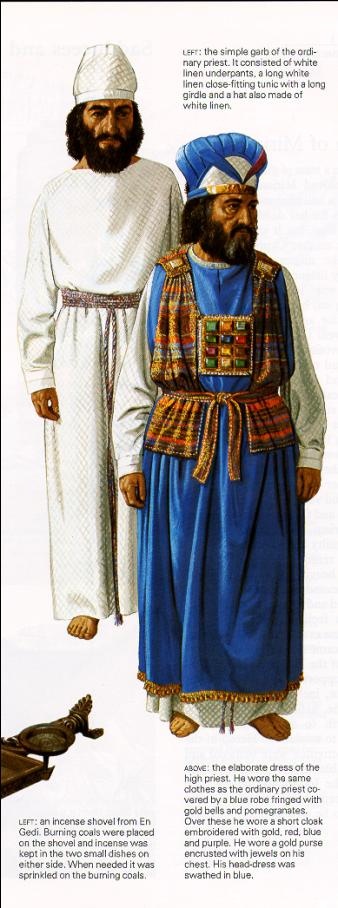 LEFT: the simple garb of the ordi-
nary priest. It consisted of white
linen underpants, a long white
linen close-fitting tunic with a long
girdle and a hat also made of
white linen.
ABOVE: the elaborate dress of the
high priest. He wore the same
clothes as the ordinary priest co-
vered by a blue robe fringed with
gold bells and pomegranates.
Over these he wore a short cloak
embroidered with gold, red, blue
and purple. He wore a gold purse
encrusted with jewels on his
chest. His head-dress was
swathed in blue.
LEFT: an incense shovel from En
Gedi. Burning coals were placed
on the shovel and incense was
kept in the two small dishes on
either side. When needed it was
sprinkled on the burning coals.